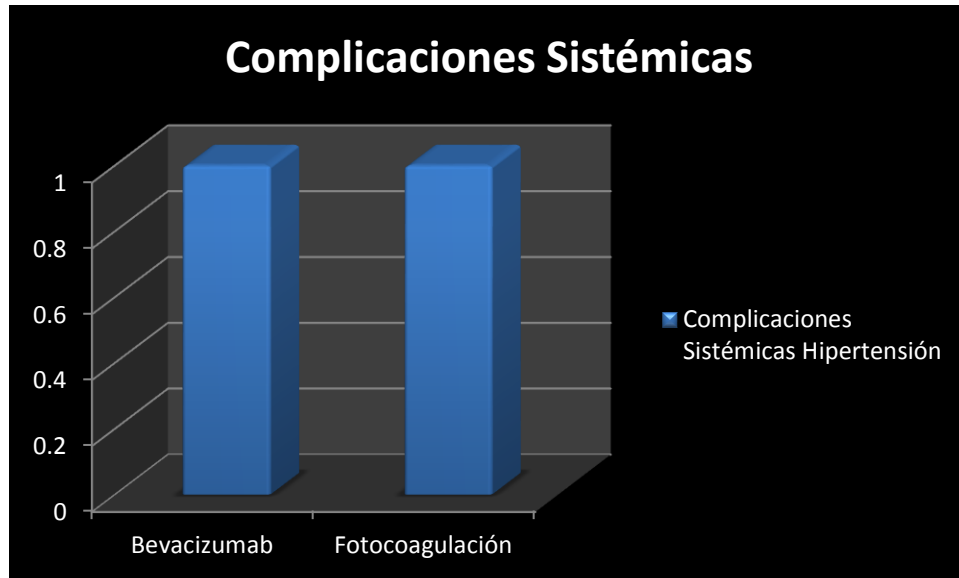 Complicaciones Sistémicas
1
0.8
0.6
0.4
0.2
0
Bevacizumab
Fotocoagulación
Complicaciones
Sistémicas Hipertensión